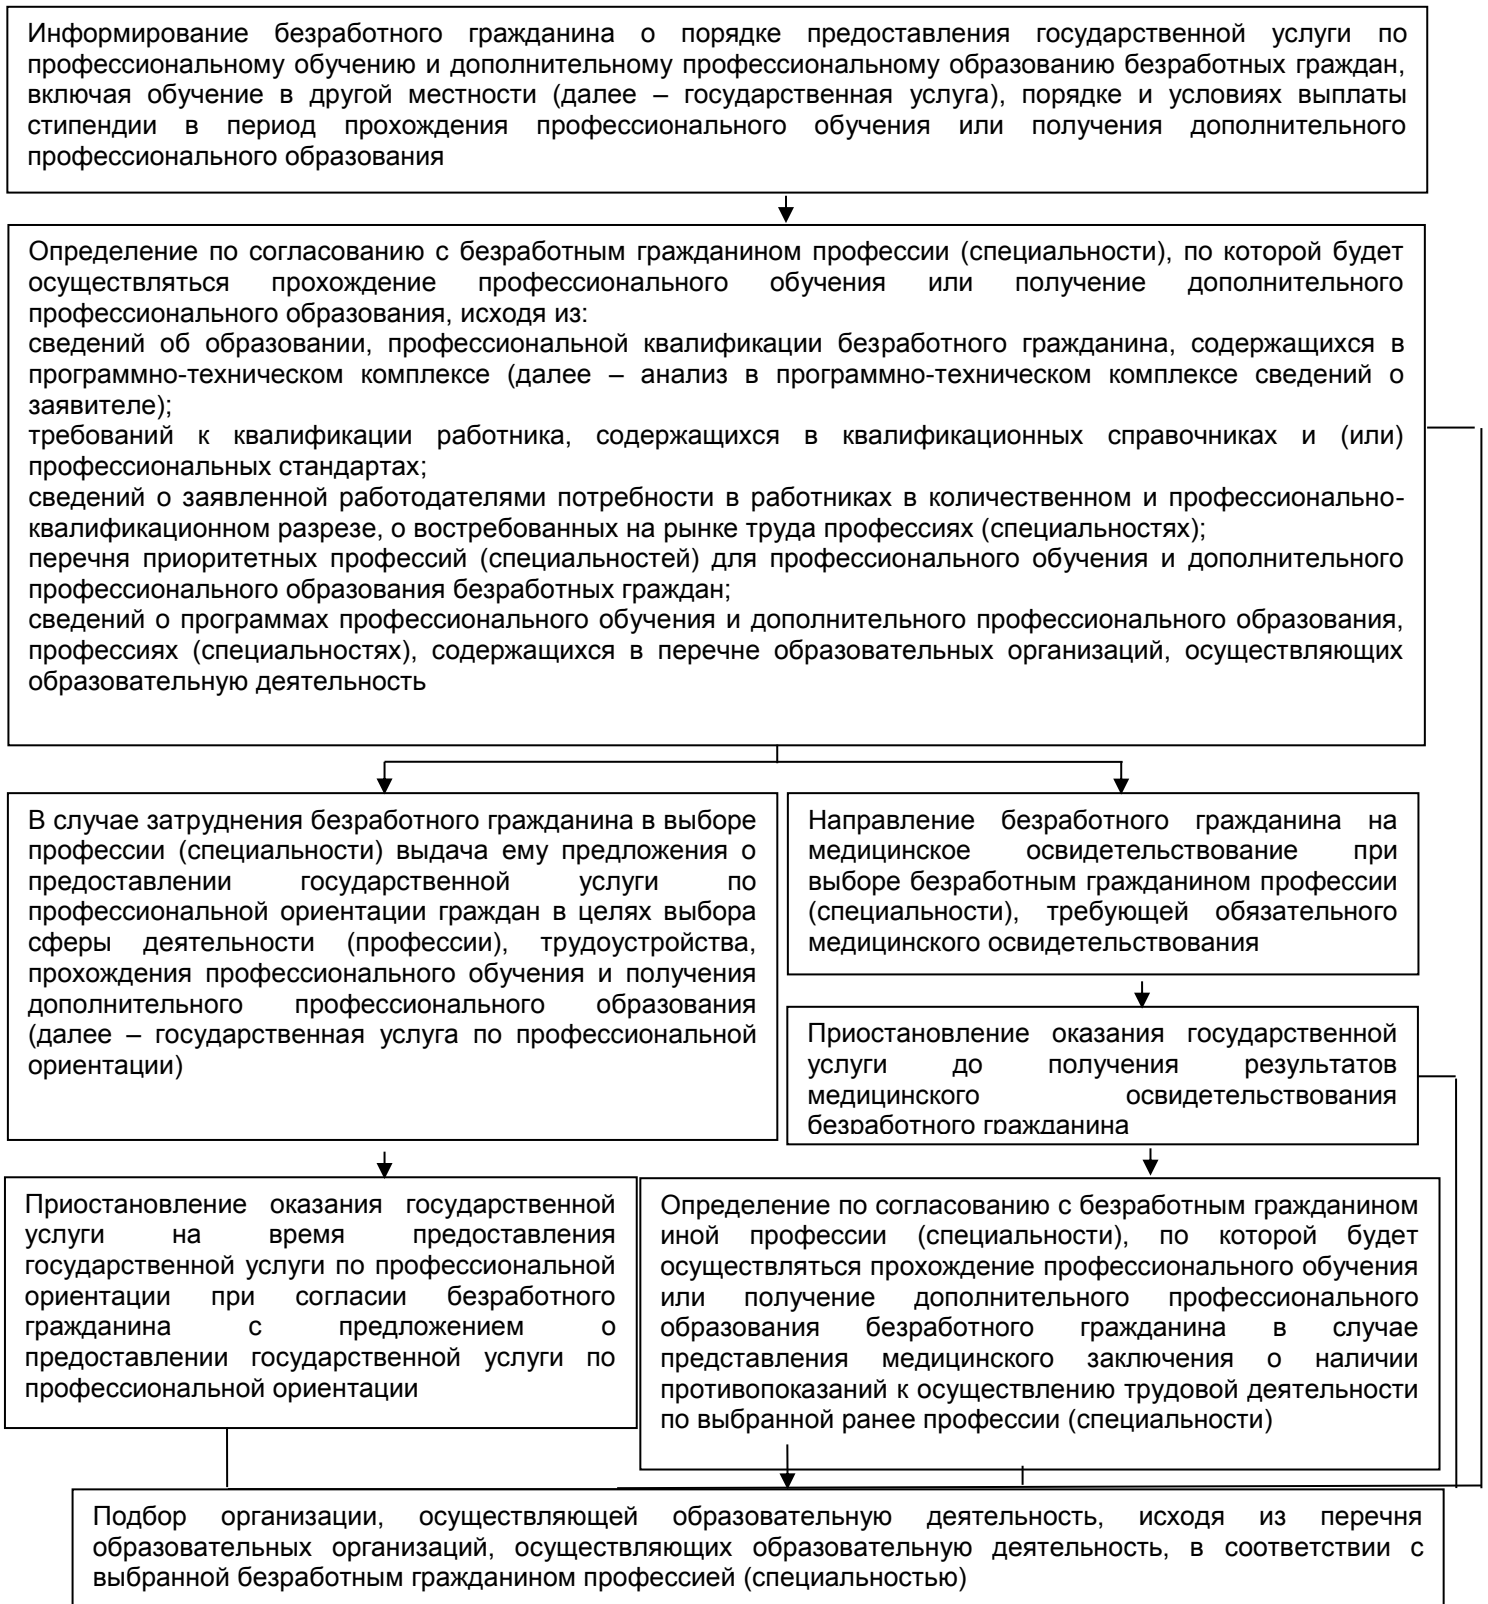 Информирование безработного гражданина о порядке предоставления государственной услуги по
профессиональному обучению и дополнительному профессиональному образованию безработных граждан,
включая обучение в другой местности (далее – государственная услуга), порядке и условиях выплаты
стипендии в период прохождения профессионального обучения или получения дополнительного
профессионального образования
Определение по согласованию с безработным гражданином профессии (специальности), по которой будет
осуществляться прохождение профессионального обучения или получение дополнительного
профессионального образования, исходя из:
сведений об образовании, профессиональной квалификации безработного гражданина, содержащихся в
программно-техническом комплексе (далее – анализ в программно-техническом комплексе сведений о
заявителе);
требований к квалификации работника, содержащихся в квалификационных справочниках и (или)
профессиональных стандартах;
сведений о заявленной работодателями потребности в работниках в количественном и профессионально-
квалификационном разрезе, о востребованных на рынке труда профессиях (специальностях);
перечня приоритетных профессий (специальностей) для профессионального обучения и дополнительного
профессионального образования безработных граждан;
сведений о программах профессионального обучения и дополнительного профессионального образования,
профессиях (специальностях), содержащихся в перечне образовательных организаций, осуществляющих
образовательную деятельность
В случае затруднения безработного гражданина в выборе
профессии (специальности) выдача ему предложения о
предоставлении государственной услуги по
профессиональной ориентации граждан в целях выбора
сферы деятельности (профессии), трудоустройства,
прохождения профессионального обучения и получения
дополнительного профессионального образования
(далее – государственная услуга по профессиональной
ориентации)
Направление безработного гражданина на
медицинское освидетельствование при
выборе безработным гражданином профессии
(специальности), требующей обязательного
медицинского освидетельствования
Приостановление оказания государственной
услуги до получения результатов
медицинского освидетельствования
безработного гражданина
Приостановление оказания государственной
услуги на время предоставления
государственной услуги по профессиональной
ориентации при согласии безработного
гражданина с предложением о
предоставлении государственной услуги по
профессиональной ориентации
Определение по согласованию с безработным гражданином
иной профессии (специальности), по которой будет
осуществляться прохождение профессионального обучения
или получение дополнительного профессионального
образования безработного гражданина в случае
представления медицинского заключения о наличии
противопоказаний к осуществлению трудовой деятельности
по выбранной ранее профессии (специальности)
Подбор организации, осуществляющей образовательную деятельность, исходя из перечня
образовательных организаций, осуществляющих образовательную деятельность, в соответствии с
выбранной безработным гражданином профессией (специальностью)